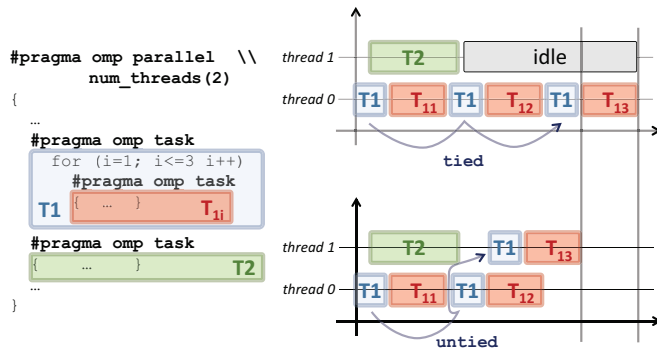 #pragma omp parallel \\
num_threads(2)
{
…
#pragma omp task
for (i=1; i<=3 i++)
#pragma omp task
T1 { … } T1i
#pragma omp task
{ … } T2
…
}
thread 1 T2 idle
thread 0 T1 T11 T1 T12 T1 T13
tied
thread 1 T2 T1 T13
thread 0 T1 T11 T1 T12
untied